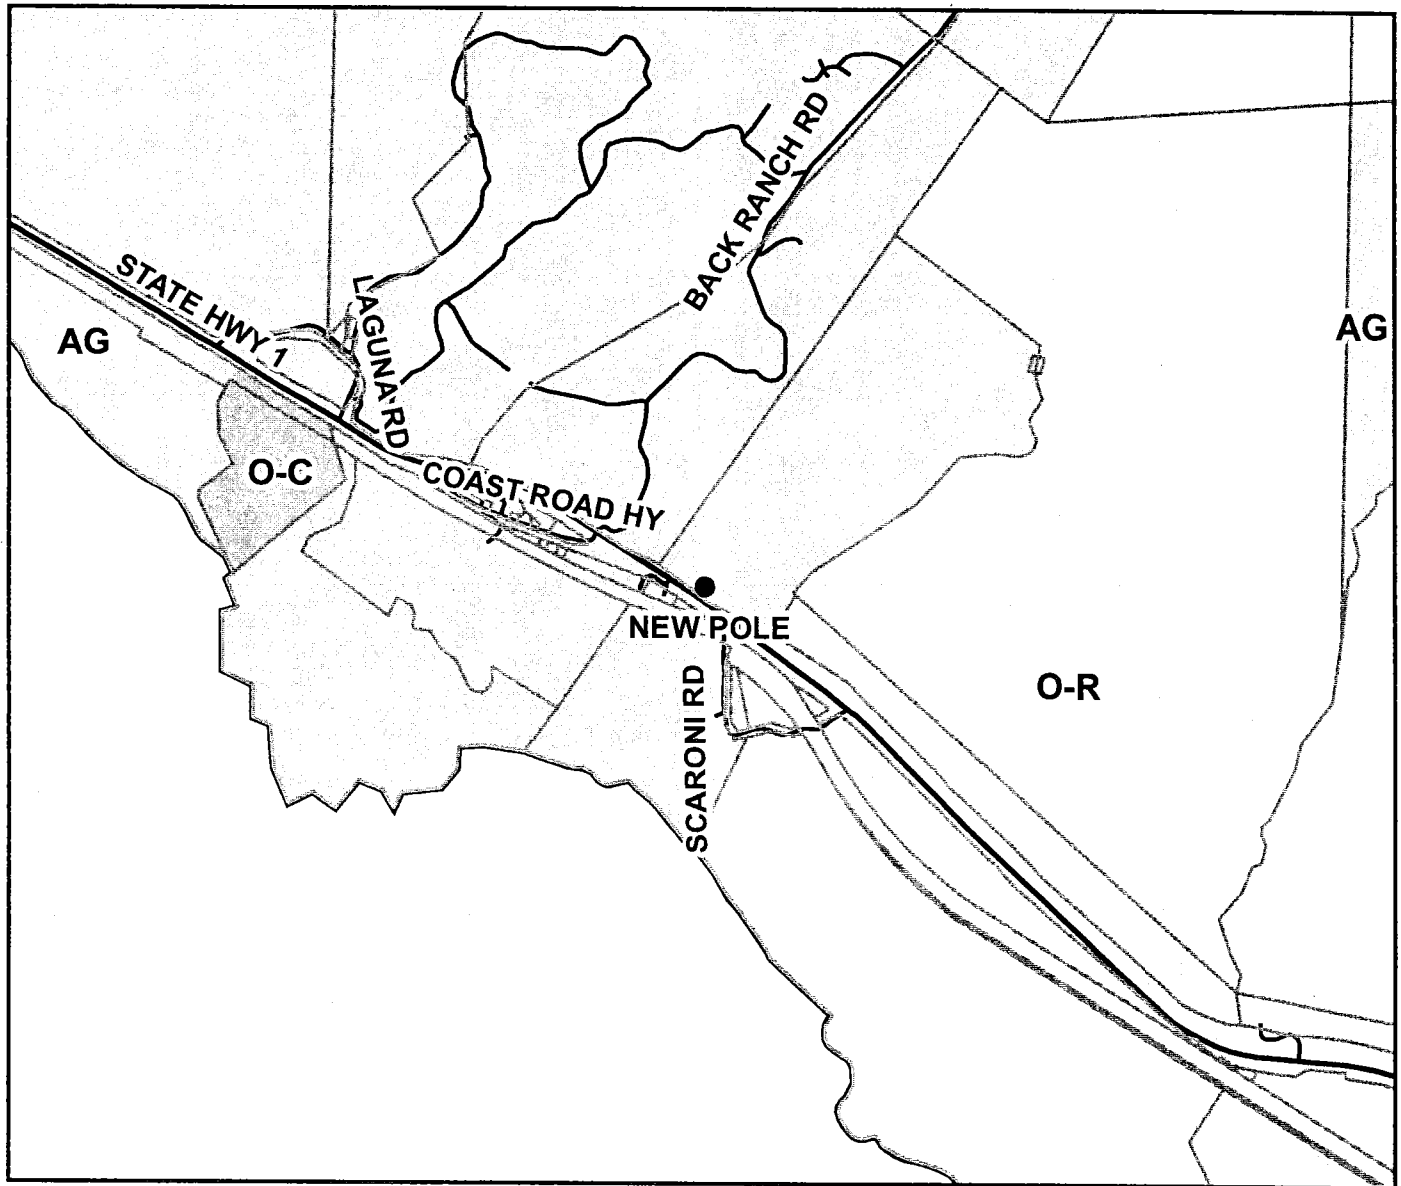 BACK RANCH RD
STATE HWY 1
LAGUNA RD
AG
AG
O-C
COAST ROAD HY
NEW POLE
SCARONI RD
O-R